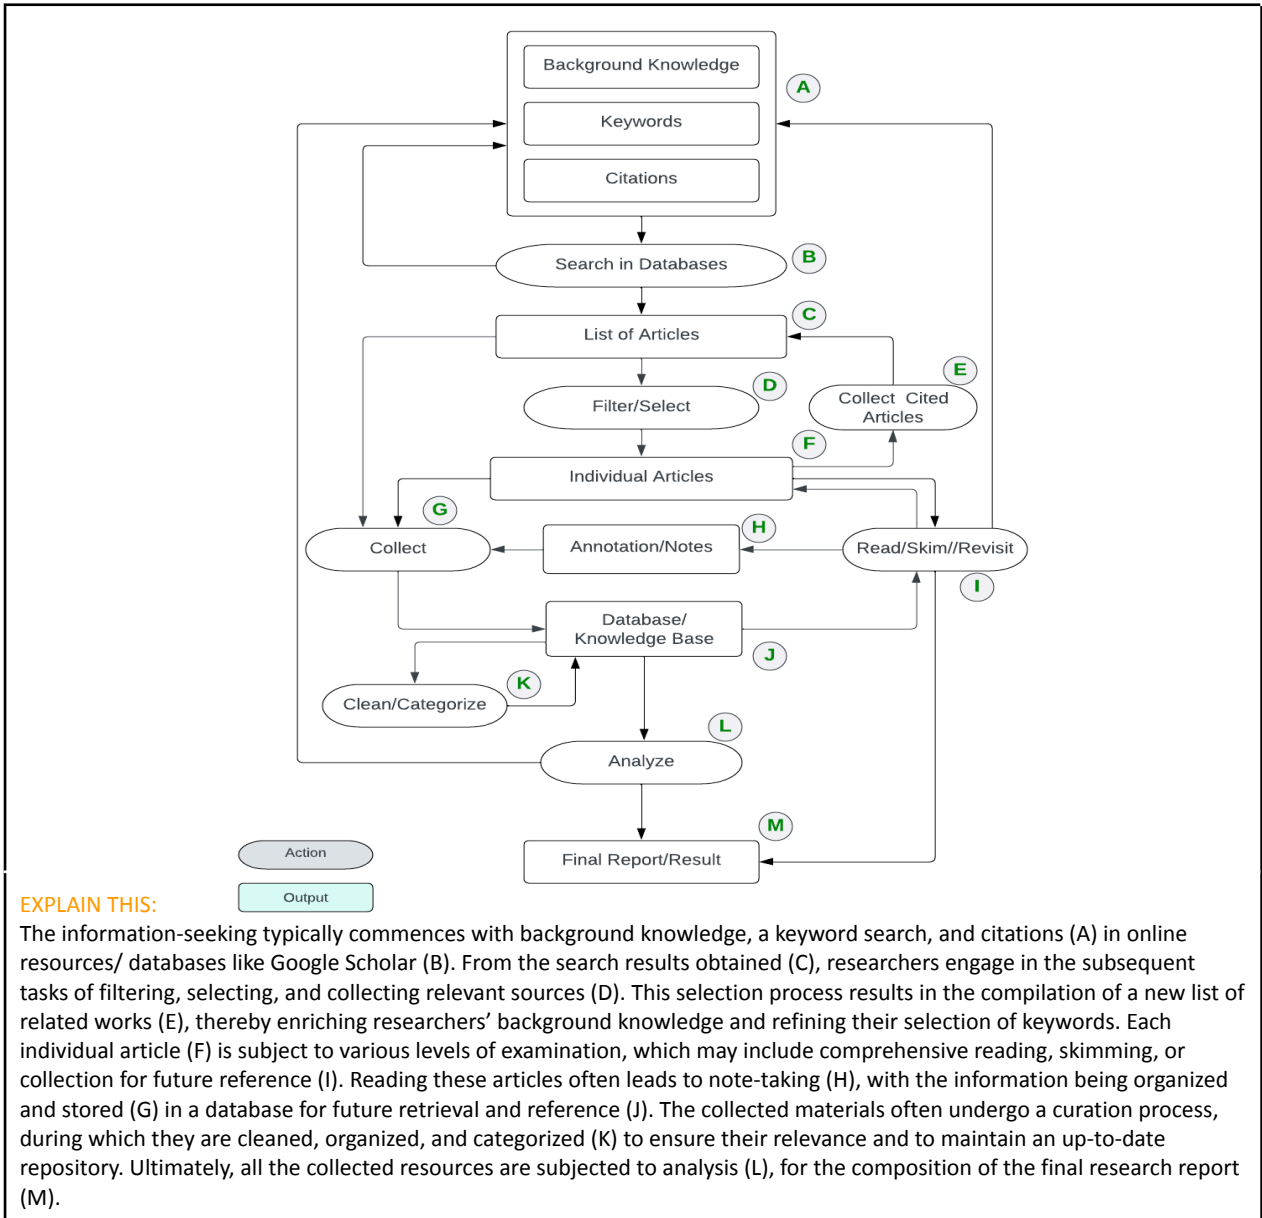 Background Knowledge
A
Keywords
Citations
Search in Databases
B
C
List of Articles
E
D
Collect  Cited
Articles
Filter/Select
F
Individual Articles
G
H
Collect
Annotation/Notes
Read/Skim//Revisit
I
Database/
Knowledge Base
J
K
Clean/Categorize
L
Analyze
M
Action
Final Report/Result
Output
EXPLAIN THIS:
The information-seeking typically commences with background knowledge, a keyword search, and citations (A) in online
resources/ databases like Google Scholar (B). From the search results obtained (C), researchers engage in the subsequent
tasks of filtering, selecting, and collecting relevant sources (D). This selection process results in the compilation of a new list of
related works (E), thereby enriching researchers’ background knowledge and refining their selection of keywords. Each
individual article (F) is subject to various levels of examination, which may include comprehensive reading, skimming, or
collection for future reference (I). Reading these articles often leads to note-taking (H), with the information being organized
and stored (G) in a database for future retrieval and reference (J). The collected materials often undergo a curation process,
during which they are cleaned, organized, and categorized (K) to ensure their relevance and to maintain an up-to-date
repository. Ultimately, all the collected resources are subjected to analysis (L), for the composition of the final research report
(M).